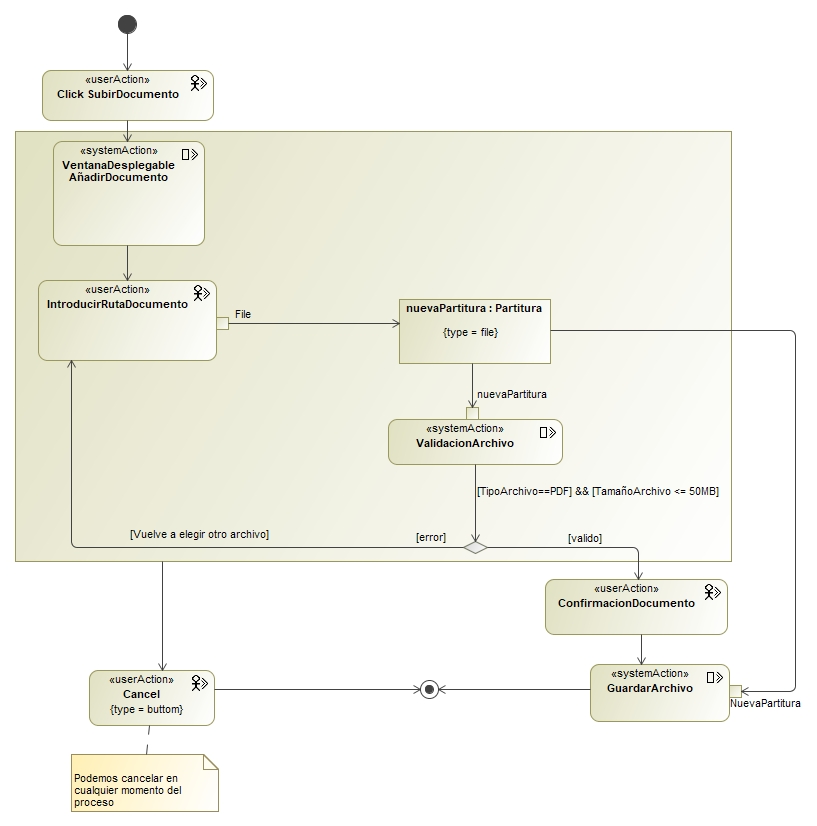 «userAction»
Click SubirDocumento
«systemAction»
VentanaDesplegable
AñadirDocumento
«userAction»
IntroducirRutaDocumento
File
nuevaPartitura : Partitura
{type = file}
nuevaPartitura
«systemAction»
ValidacionArchivo
[TipoArchivo==PDF] && [TamañoArchivo <= 50MB]
[Vuelve a elegir otro archivo]
[error]
[valido]
«userAction»
ConfirmacionDocumento
«userAction»
Cancel
{type = buttom}
«systemAction»
GuardarArchivo
NuevaPartitura
Podemos cancelar en
cualquier momento del
proceso